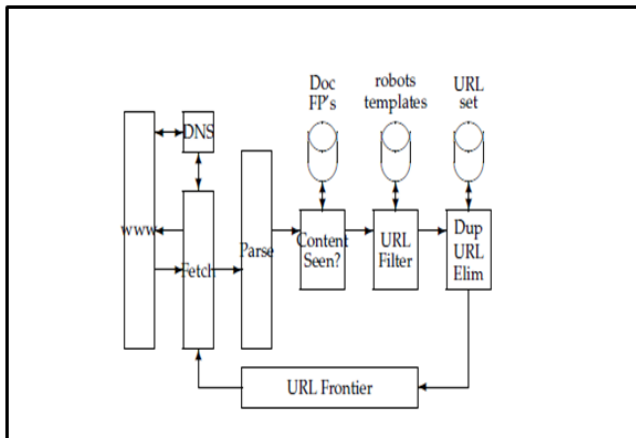 Doc
FP's
robots
templates
URL
set
DNS
www
Fetch
Parse
Content
Seen?
URL
Filter
Dup
URL
Elim
URL Frontier